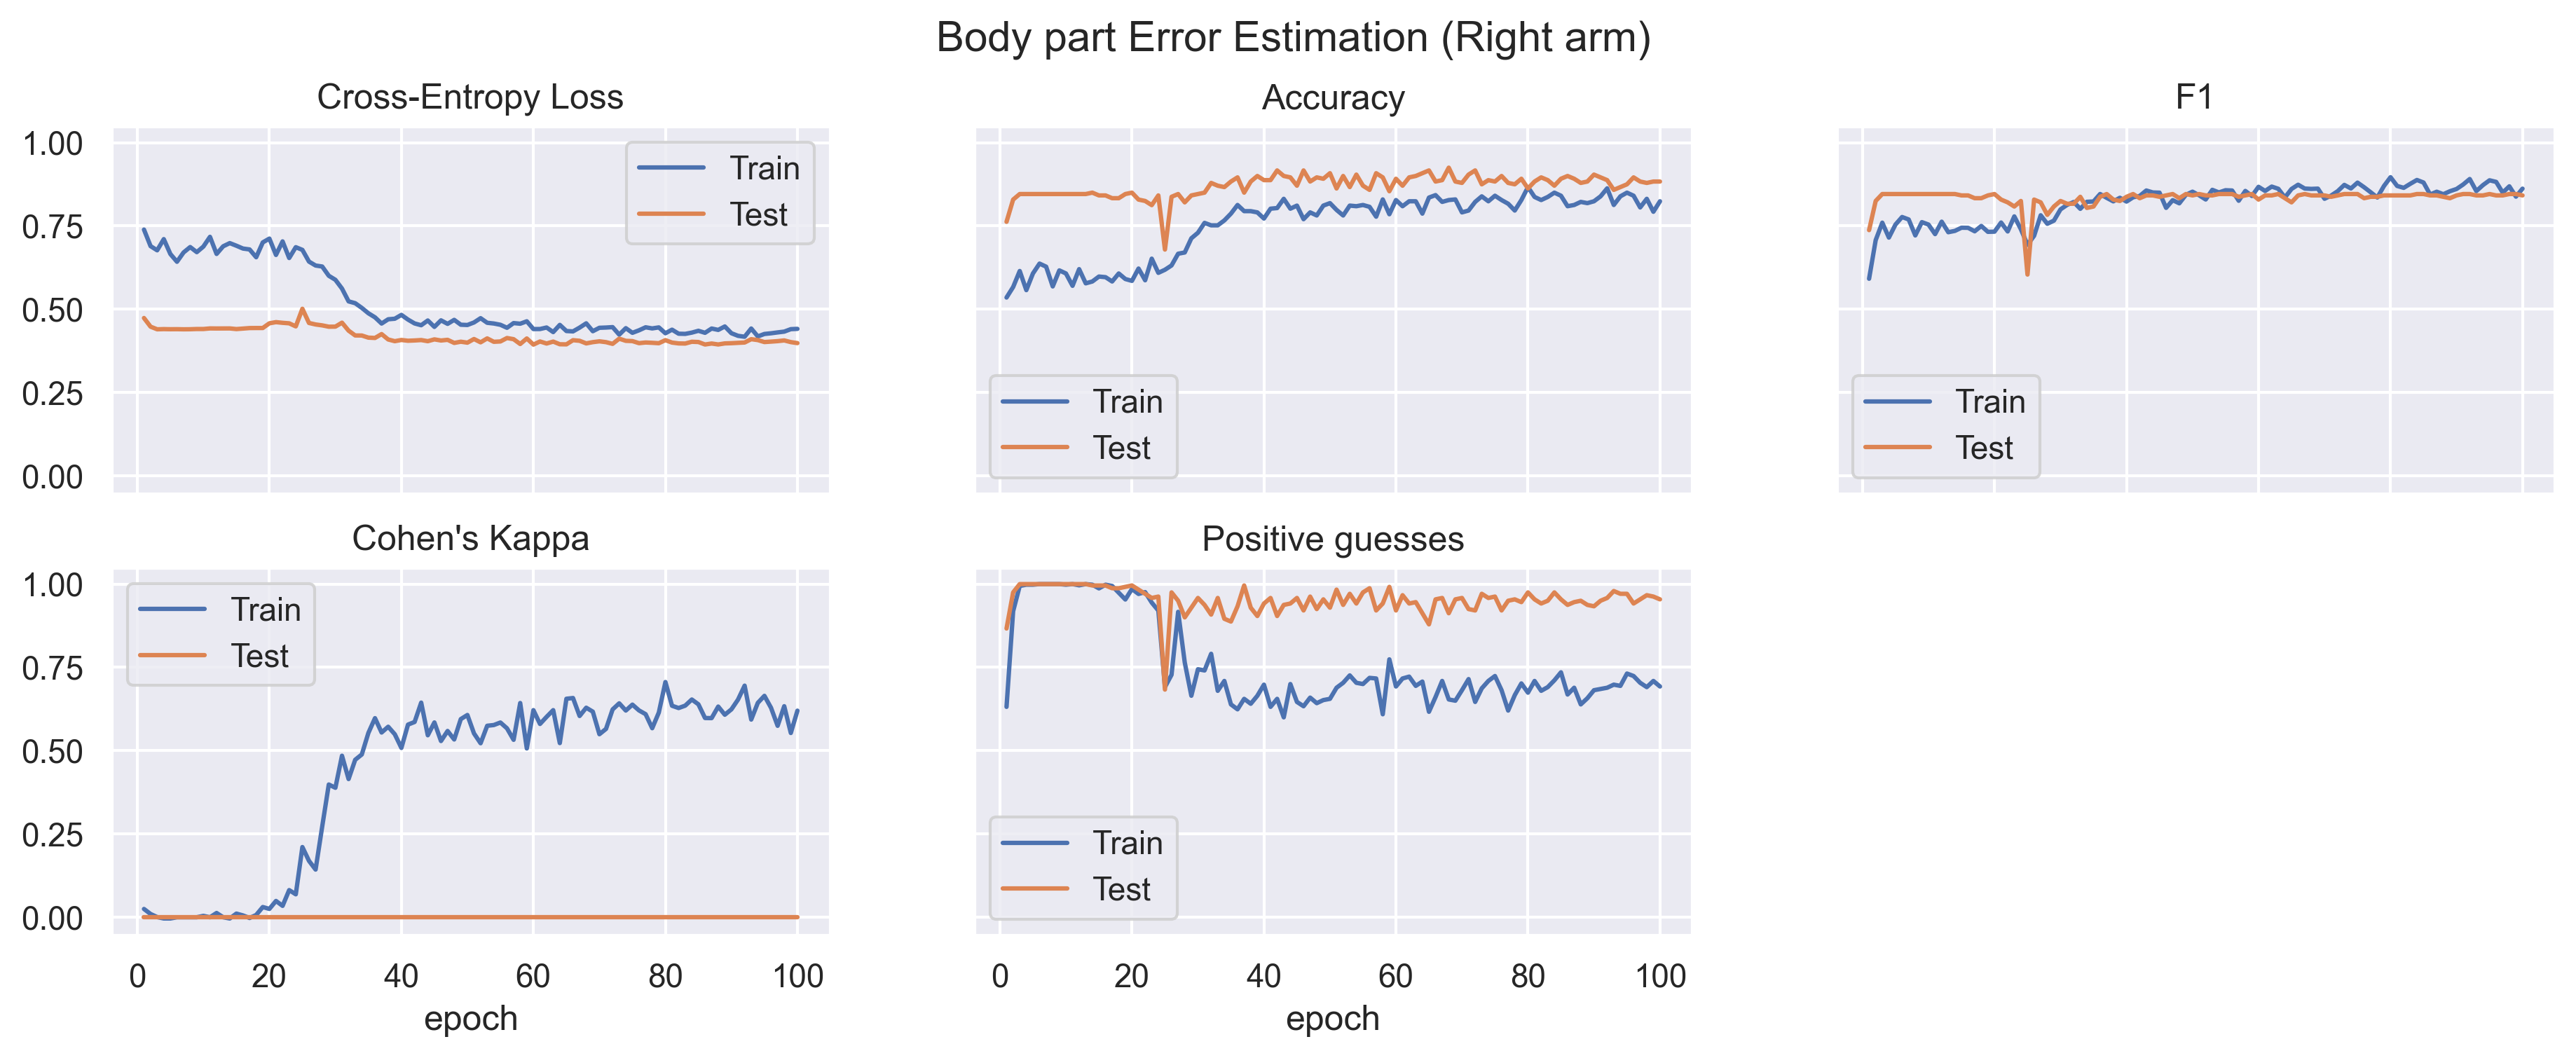 Body part Error Estimation (Right arm)
Cross-Entropy Loss
1.00
0.75
0.50
0.25
0.00
Train
Test
Accuracy
Train
Test
F1
Train
Test
Cohen's Kappa
1.00
0.75
0.50
0.25
0.00
Train
Test
0 20 40 60 80 100
epoch
Positive guesses
Train
Test
0 20 40 60 80 100
epoch